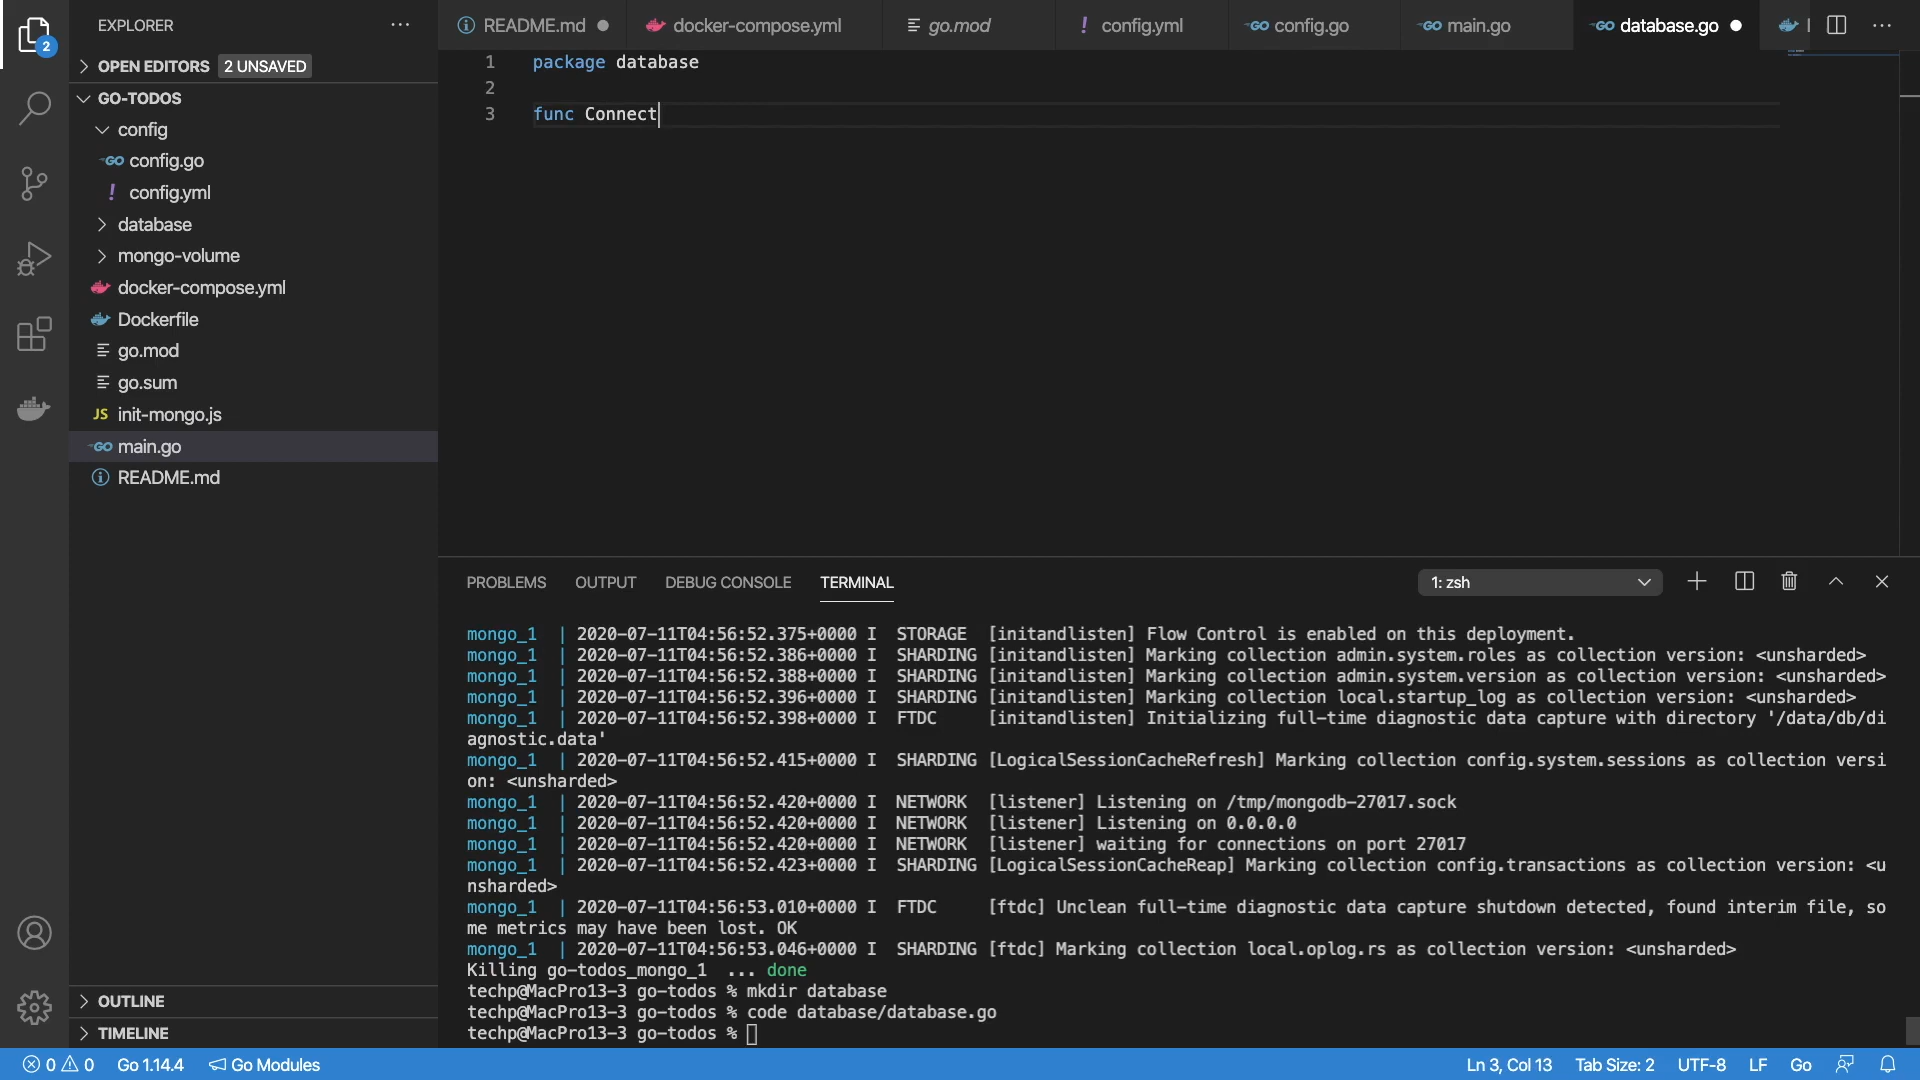 EXPLORER
2
OPEN EDITORS 2 UNSAVED
GO-TODOS
config
GO config.go
! config.yml
database
mongo-volume
docker-compose.yml
Dockerfile
go.mod
go.sum
JS init-mongo.js
GO main.go
README.md
OUTLINE
TIMELINE
README.md docker-compose.yml go.mod ! config.yml GO config.go GO main.go GO database.go
1 package database
2
3 func Connect
PROBLEMS OUTPUT DEBUG CONSOLE TERMINAL 1: zsh
mongo_1 | 2020-07-11T04:56:52.375+0000 I STORAGE [initandlisten] Flow Control is enabled on this deployment.
mongo_1 | 2020-07-11T04:56:52.386+0000 I SHARDING [initandlisten] Marking collection admin.system.roles as collection version: <unsharded>
mongo_1 | 2020-07-11T04:56:52.388+0000 I SHARDING [initandlisten] Marking collection admin.system.version as collection version: <unsharded>
mongo_1 | 2020-07-11T04:56:52.396+0000 I SHARDING [initandlisten] Marking collection local.startup_log as collection version: <unsharded>
mongo_1 | 2020-07-11T04:56:52.398+0000 I FTDC [initandlisten] Initializing full-time diagnostic data capture with directory '/data/db/di
agnostic.data'
mongo_1 | 2020-07-11T04:56:52.415+0000 I SHARDING [LogicalSessionCacheRefresh] Marking collection config.system.sessions as collection versi
on: <unsharded>
mongo_1 | 2020-07-11T04:56:52.420+0000 I NETWORK [listener] Listening on /tmp/mongodb-27017.sock
mongo_1 | 2020-07-11T04:56:52.420+0000 I NETWORK [listener] Listening on 0.0.0.0
mongo_1 | 2020-07-11T04:56:52.420+0000 I NETWORK [listener] waiting for connections on port 27017
mongo_1 | 2020-07-11T04:56:52.423+0000 I SHARDING [LogicalSessionCacheReap] Marking collection config.transactions as collection version: <u
nsharded>
mongo_1 | 2020-07-11T04:56:53.010+0000 I FTDC [ftdc] Unclean full-time diagnostic data capture shutdown detected, found interim file, so
me metrics may have been lost. OK
mongo_1 | 2020-07-11T04:56:53.046+0000 I SHARDING [ftdc] Marking collection local.oplog.rs as collection version: <unsharded>
Killing go-todos_mongo_1 ... done
techp@MacPro13-3 go-todos % mkdir database
techp@MacPro13-3 go-todos % code database/database.go
techp@MacPro13-3 go-todos %
0 0 Go 1.14.4 Go Modules Ln 3, Col 13 Tab Size: 2 UTF-8 LF Go